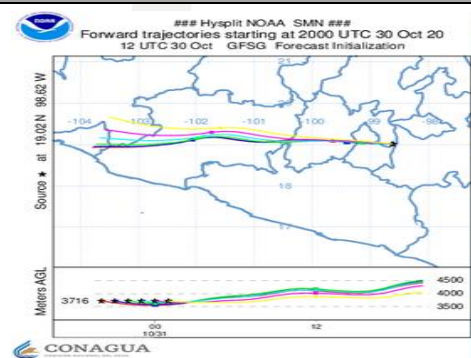 NOAA
### Hysplit NOAA SMN ###
Forward trajectories starting at 2000 UTC 30 Oct 20
12 UTC 30 Oct GFSG Forecast Initialization
Source ★ at 19.02 N 98.62 W
21
-104 -103 -102 -101 -100 -99 -98
18
17
Meters AGL
3716
4500
4000
3500
00
12
10/31
CONAGUA